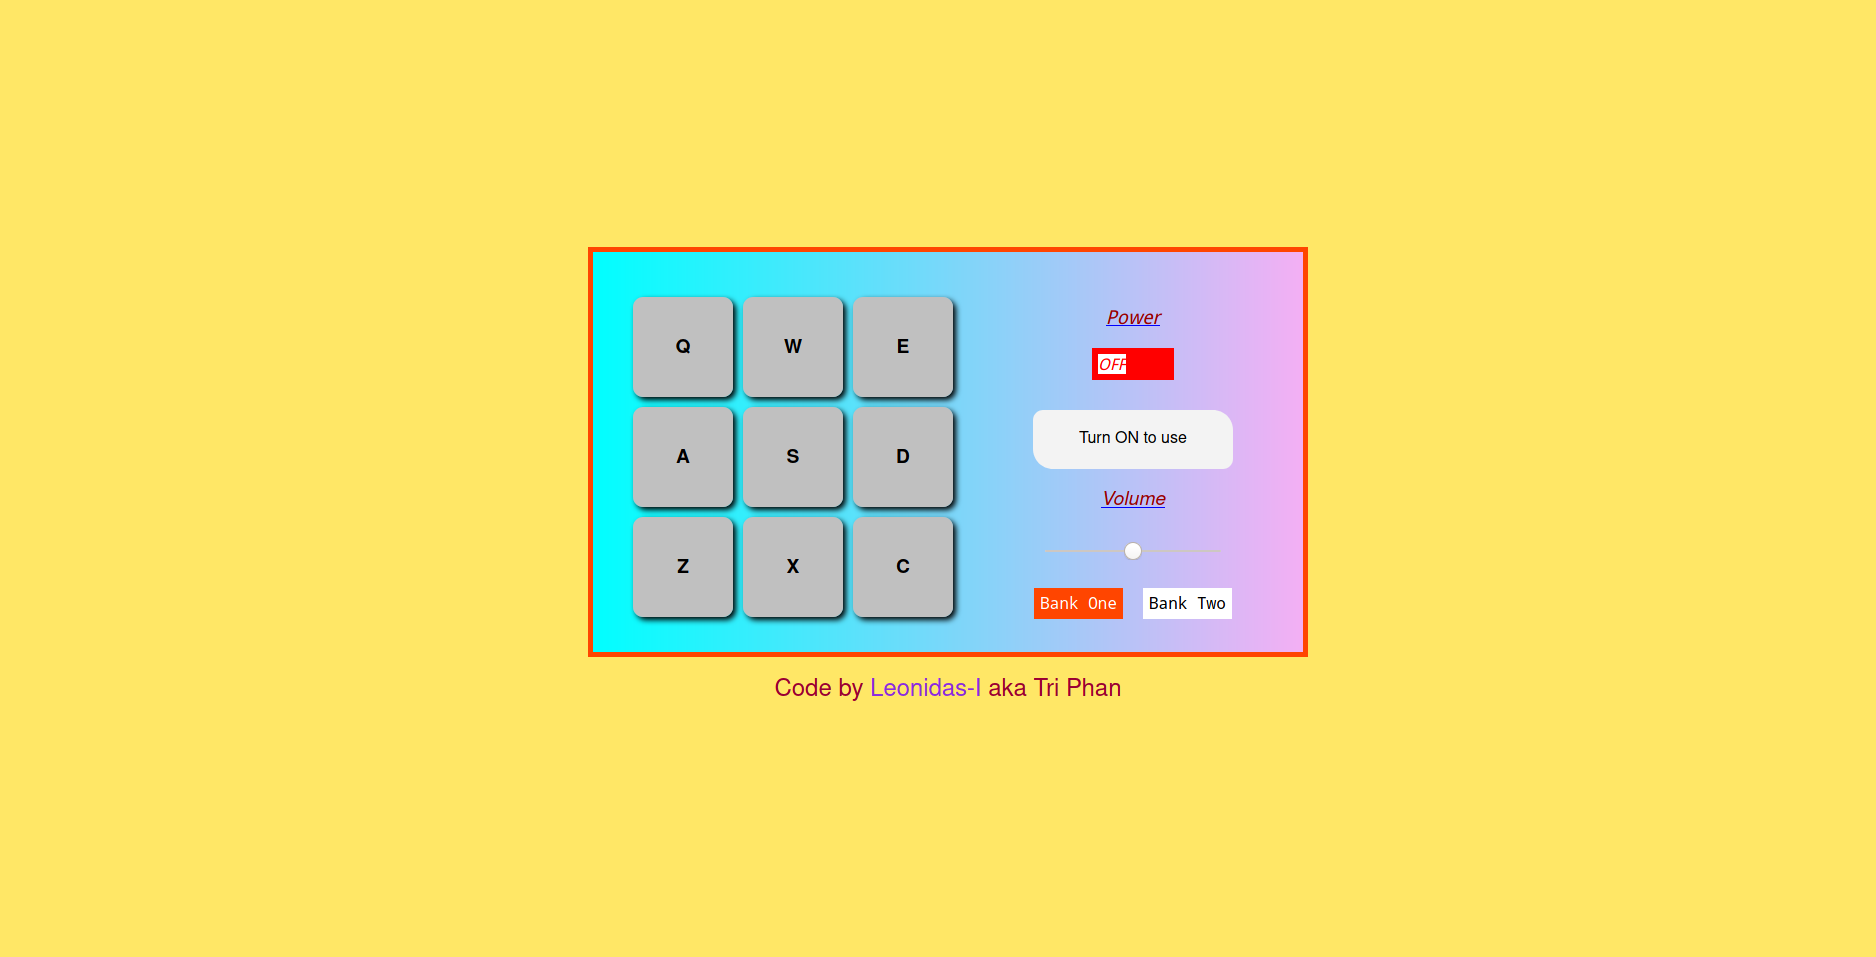 Q W E
A S D
Z X C
Power
OFF
Turn ON to use
Volume
Bank One Bank Two
Code by Leonidas-I aka Tri Phan